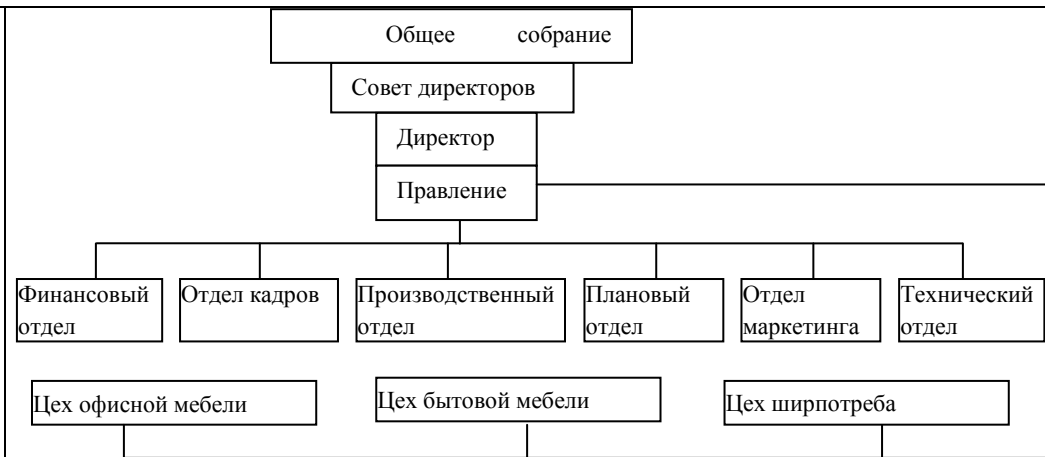 Общее собрание
Совет директоров
Директор
Правление
Финансовый отдел
Отдел кадров
Производственный отдел
Плановый отдел
Отдел маркетинга
Технический отдел
Цех офисной мебели
Цех бытовой мебели
Цех ширпотреба